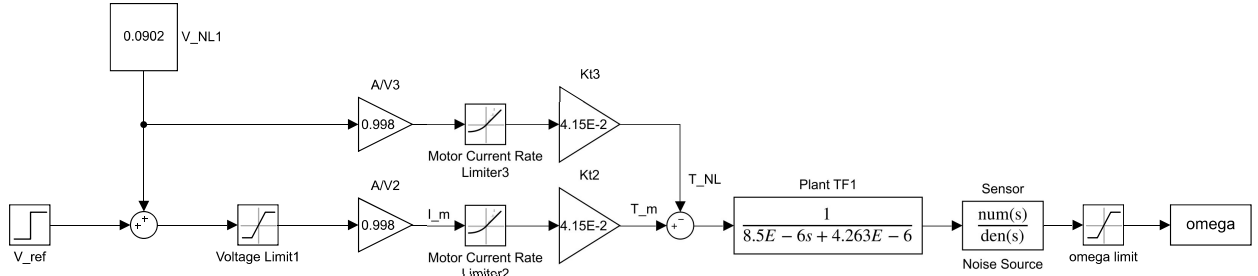 0.0902
V_NL1
A/V3
Kt3
0.998
4.15E-2
Motor Current Rate
Limiter3
T_NL
A/V2
Kt2
Plant TF1
Sensor
V_ref
+
+
Voltage Limit1
0.998
I_m
Motor Current Rate
Limiter2
4.15E-2
T_m
−
+
1
8.5E − 6s + 4.263E − 6
num(s)
den(s)
Noise Source
omega limit
omega